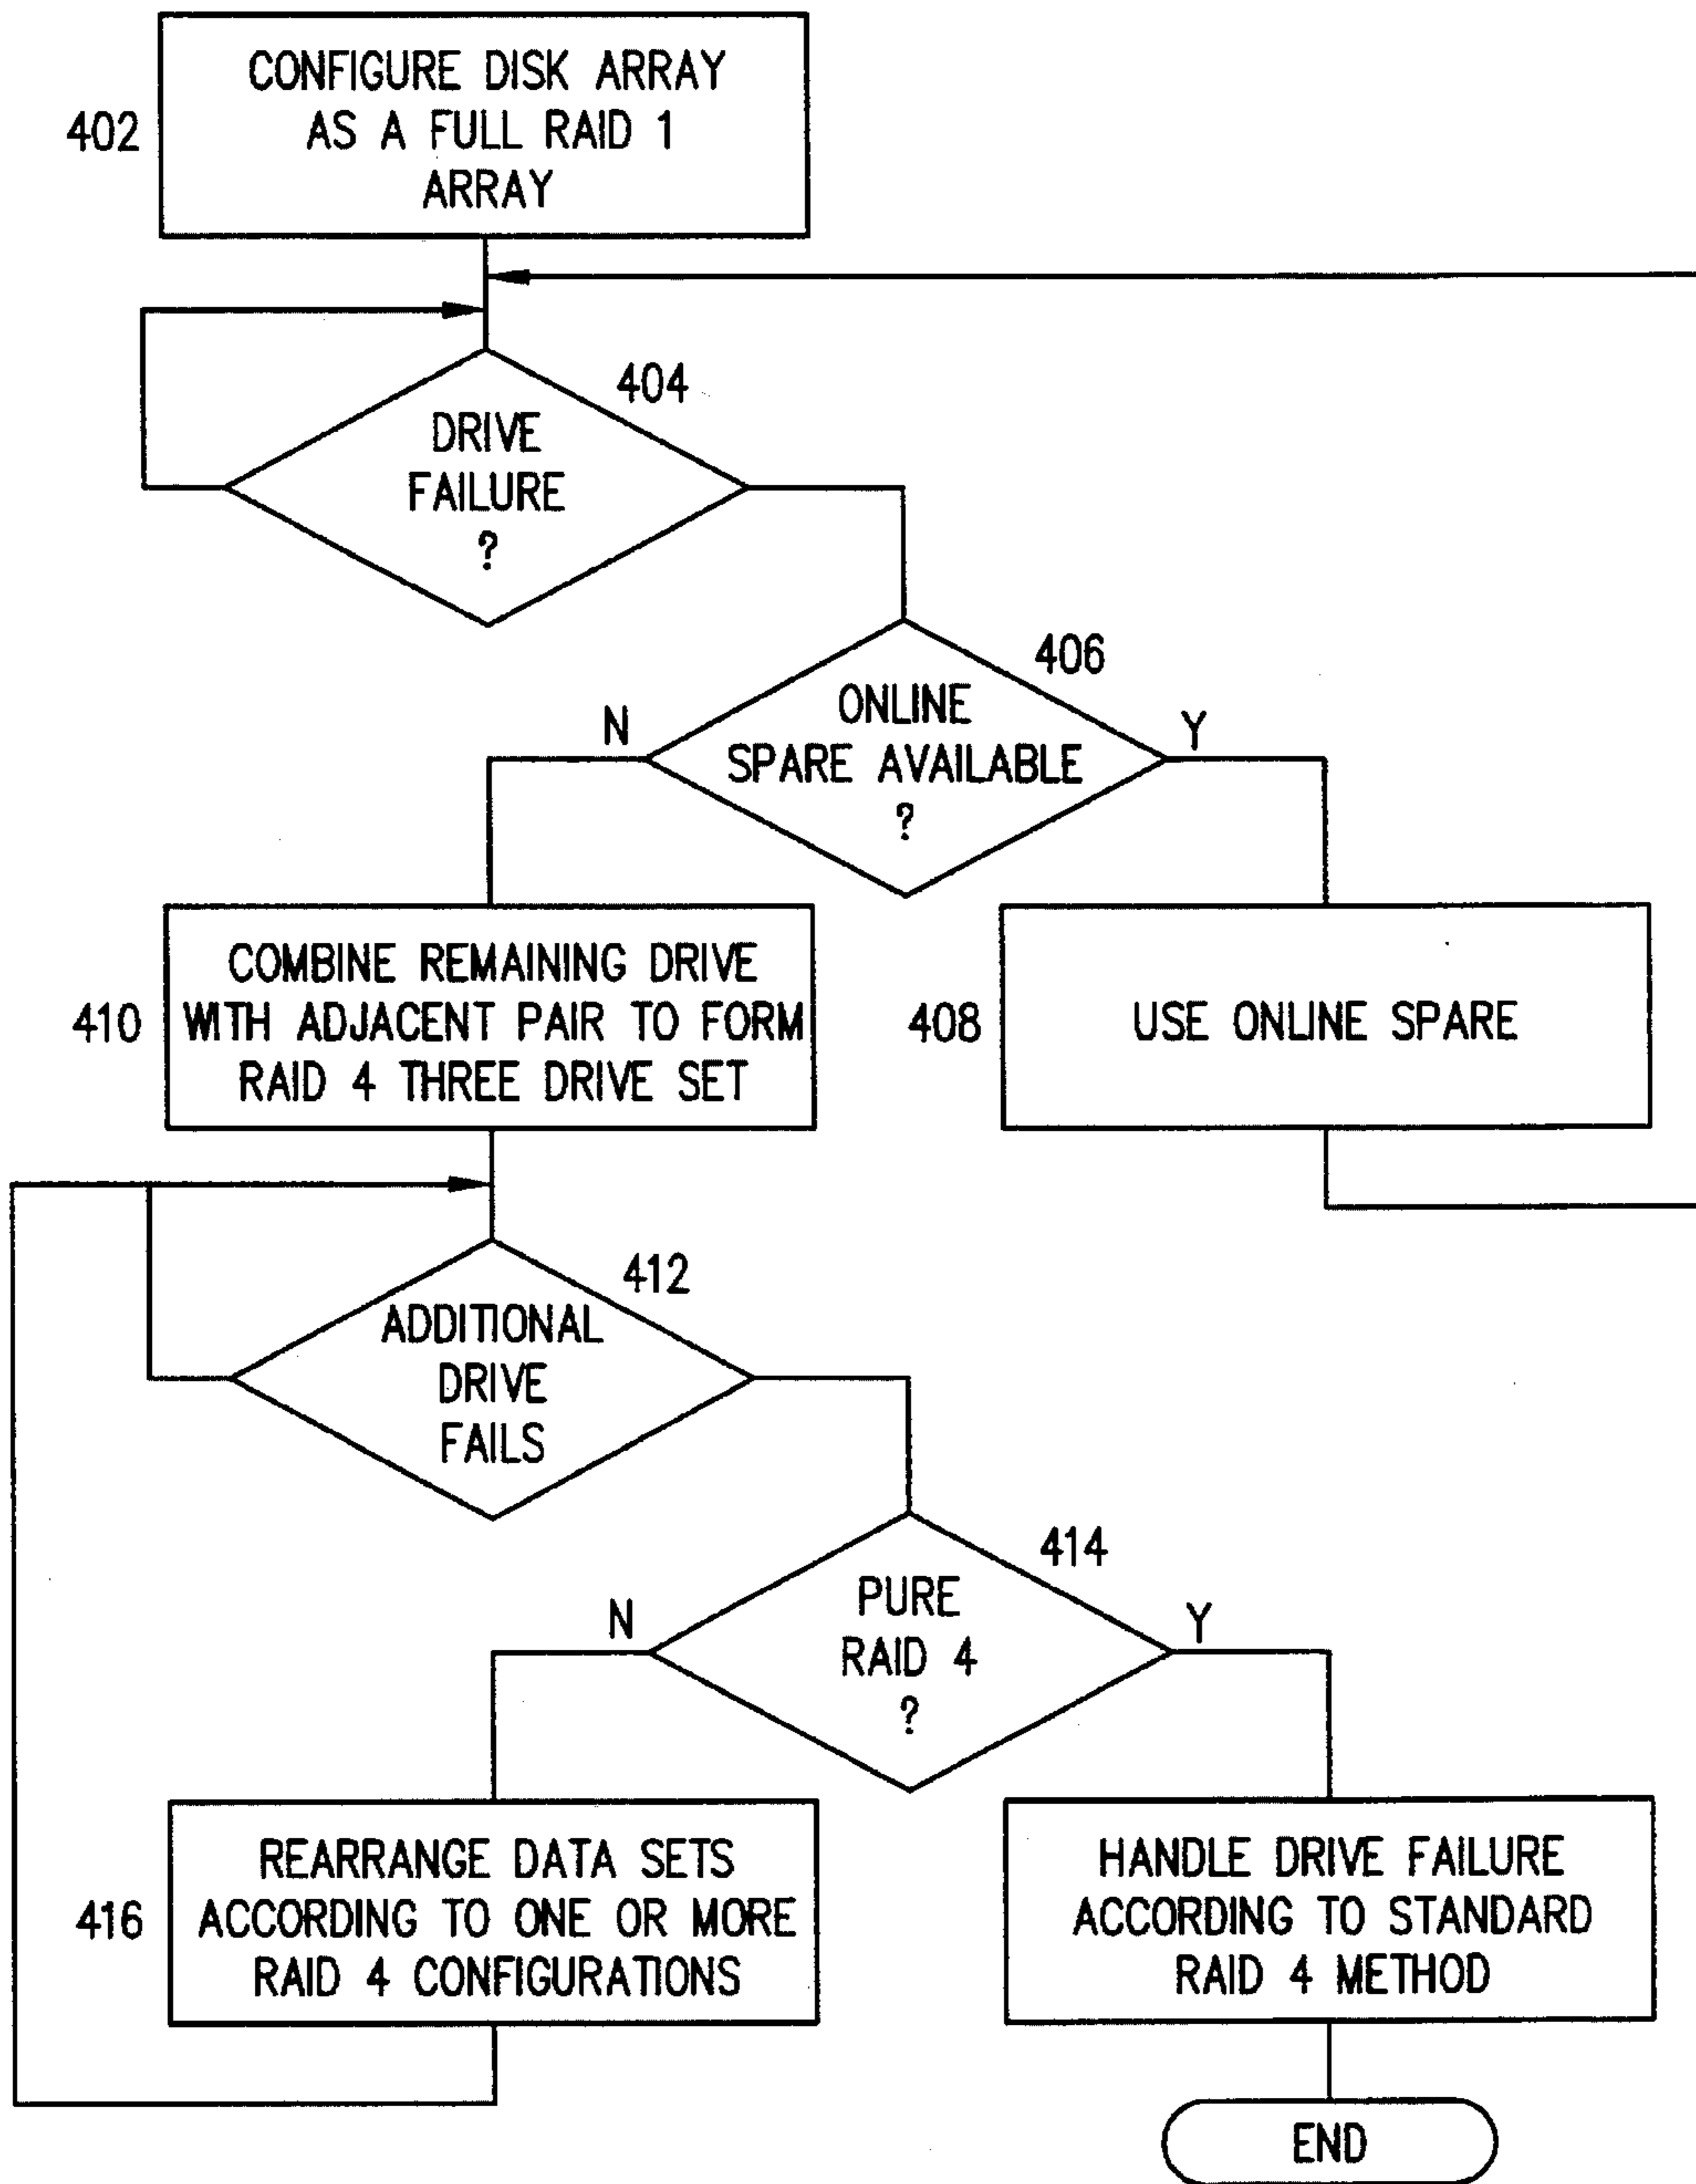 CONFIGURE DISK ARRAY
AS A FULL RAID 1
ARRAY
402
404
DRIVE
FAILURE
?
406
ONLINE
SPARE AVAILABLE
?
N
Y
COMBINE REMAINING DRIVE
WITH ADJACENT PAIR TO FORM
RAID 4 THREE DRIVE SET
410
408
USE ONLINE SPARE
412
ADDITIONAL
DRIVE
FAILS
414
PURE
RAID 4
?
N
Y
REARRANGE DATA SETS
ACCORDING TO ONE OR MORE
RAID 4 CONFIGURATIONS
416
HANDLE DRIVE FAILURE
ACCORDING TO STANDARD
RAID 4 METHOD
END